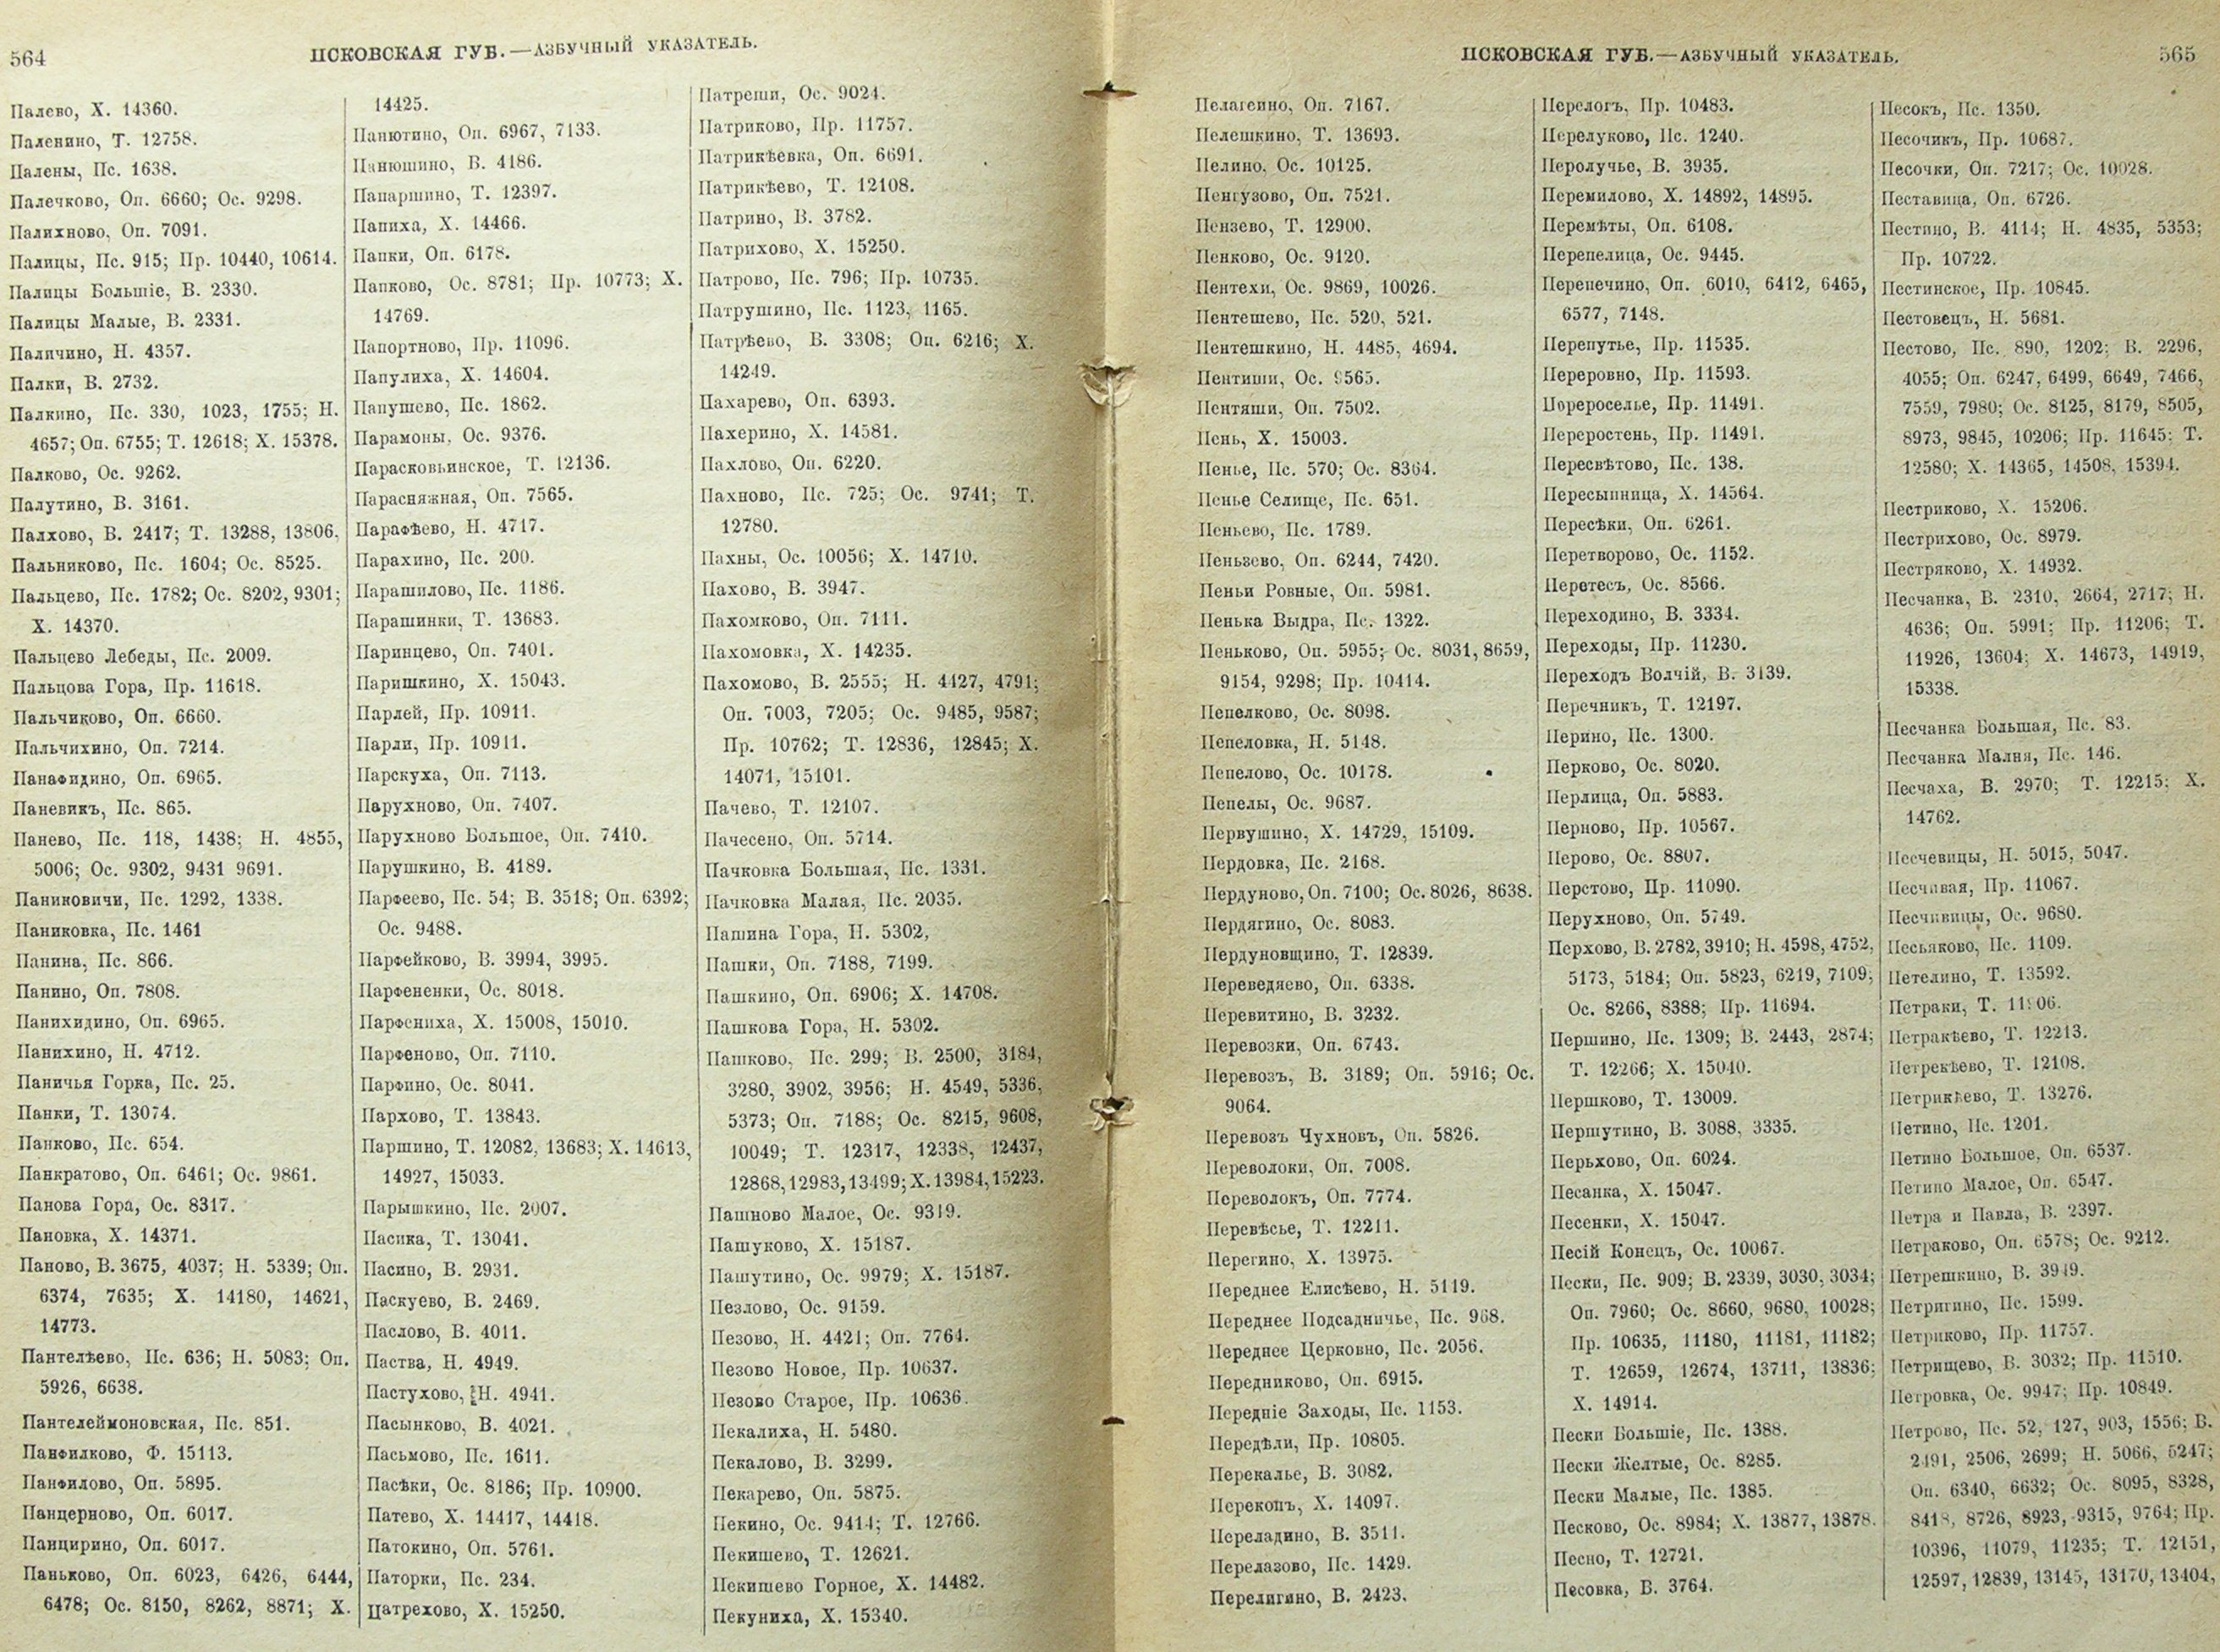 564
ПСКОВСКАЯ ГУБ.—АЗБУЧНЫЙ УКАЗАТЕЛЬ.
Палево, Х. 14360.
Паленино, Т. 12758.
Палены, Пс. 1638.
Палечково, Оп. 6660; Ос. 9298.
Палихново, Оп. 7091.
Палицы, Пс. 915; Пр. 10440, 10614.
Палицы Большіе, В. 2330.
Палицы Малые, В. 2331.
Паличино, Н. 4357.
Палки, В. 2732.
Палкино, Пс. 330, 1023, 1755; Н.
4657; Оп. 6755; Т. 12618; Х. 15378.
Палково, Ос. 9262.
Палутино, В. 3161.
Палхово, В. 2417; Т. 13288, 13806.
Пальниково, Пс. 1604; Ос. 8525.
Пальцево, Пс. 1782; Ос. 8202, 9301;
Х. 14370.
Пальцево Лебеды, Пс. 2009.
Пальцова Гора, Пр. 11618.
Пальчиково, Оп. 6660.
Пальчихино, Оп. 7214.
Панаѳидино, Оп. 6965.
Паневикъ, Пс. 865.
Панево, Пс. 118, 1438; Н. 4855,
5006; Ос. 9302, 9431 9691.
Паниковичи, Пс. 1292, 1338.
Паниковка, Пс. 1461
Панина, Пс. 866.
Панино, Оп. 7808.
Панихидино, Оп. 6965.
Панихино, Н. 4712.
Паничья Горка, Пс. 25.
Панки, Т. 13074.
Панково, Пс. 654.
Панкратово, Оп. 6461; Ос. 9861.
Панова Гора, Ос. 8317.
Пановка, Х. 14371.
Паново, В. 3675, 4037; Н. 5339; Оп.
6374, 7635; Х. 14180, 14621,
14773.
Пантелѣево, Пс. 636; Н. 5083; Оп.
5926, 6638.
Пантелеймоновская, Пс. 851.
Панѳилково, Ф. 15113.
Панѳилово, Оп. 5895.
Панцерново, Оп. 6017.
Панцирино, Оп. 6017.
Паньково, Оп. 6023, 6426, 6444,
6478; Ос. 8150, 8262, 8871; Х.
14425.
Панютино, Оп. 6967, 7133.
Панюшино, В. 4186.
Папаршино, Т. 12397.
Папиха, Х. 14466.
Папки, Оп. 6178.
Папково, Ос. 8781; Пр. 10773; Х.
14769.
Папортново, Пр. 11096.
Папулиха, Х. 14604.
Папушево, Пс. 1862.
Парамоны, Ос. 9376.
Парасковьинское, Т. 12136.
Парасняжная, Оп. 7565.
Параѳѣево, Н. 4717.
Парахино, Пс. 200.
Парашилово, Пс. 1186.
Парашинки, Т. 13683.
Паринцево, Оп. 7401.
Паришкино, Х. 15043.
Парлей, Пр. 10911.
Парли, Пр. 10911.
Парскуха, Оп. 7113.
Парухново, Оп. 7407.
Парухново Большое, Оп. 7410.
Парушкино, В. 4189.
Парѳеево, Пс. 54; В. 3518; Оп. 6392;
Ос. 9488.
Парѳейково, В. 3994, 3995.
Парѳененки, Ос. 8018.
Парѳениха, Х. 15008, 15010.
Парѳеново, Оп. 7110.
Парѳино, Ос. 8041.
Пархово, Т. 13843.
Паршино, Т. 12082, 13683; Х. 14613,
14927, 15033.
Парышкино, Пс. 2007.
Пасика, Т. 13041.
Пасино, В. 2931.
Паскуево, В. 2469.
Паслово, В. 4011.
Паства, Н. 4949.
Пастухово, Н. 4941.
Пасынково, В. 4021.
Пасьмово, Пс. 1611.
Пасѣки, Ос. 8186; Пр. 10900.
Патево, Х. 14417, 14418.
Патокино, Оп. 5761.
Паторки, Пс. 234.
Патрехово, Х. 15250.
Патреши, Ос. 9024.
Патриково, Пр. 11757.
Патрикѣевка, Оп. 6691.
Патрикѣево, Т. 12108.
Патрино, В. 3782.
Патрихово, Х. 15250.
Патрово, Пс. 796; Пр. 10735.
Патрушино, Пс. 1123, 1165.
Патрѣево, В. 3308; Оп. 6216; Х.
14249.
Пахарево, Оп. 6393.
Пахерино, Х. 14581.
Пахлово, Оп. 6220.
Пахново, Пс. 725; Ос. 9741; Т.
12780.
Пахны, Ос. 10056; Х. 14710.
Пахово, В. 3947.
Пахомково, Оп. 7111.
Пахомовка, Х. 14235.
Пахомово, В. 2555; Н. 4427, 4791;
Оп. 7003, 7205; Ос. 9485, 9587;
Пр. 10762; Т. 12836, 12845; Х.
14071, 15101.
Пачево, Т. 12107.
Пачесено, Оп. 5714.
Пачковка Большая, Пс. 1331.
Пачковка Малая, Пс. 2035.
Пашина Гора, Н. 5302,
Пашки, Оп. 7188, 7199.
Пашкино, Оп. 6906; Х. 14708.
Пашкова Гора, Н. 5302.
Пашково, Пс. 299; В. 2500, 3184,
3280, 3902, 3956; Н. 4549, 5336,
5373; Оп. 7188; Ос. 8215, 9608,
10049; Т. 12317, 12338, 12437,
12868, 12983, 13499; Х. 13984, 15223.
Пашново Малое, Ос. 9319.
Пашуково, Х. 15187.
Пашутино, Ос. 9979; Х. 15187.
Пезлово, Ос. 9159.
Пезово, Н. 4421; Оп. 7764.
Пезово Новое, Пр. 10637.
Пезово Старое, Пр. 10636.
Пекалиха, Н. 5480.
Пекалово, В. 3299.
Пекарево, Оп. 5875.
Пекино, Ос. 9414; Т. 12766.
Пекишево, Т. 12621.
Пекишево Горное, Х. 14482.
Пекуниха, Х. 15340.
ПСКОВСКАЯ ГУБ.—АЗБУЧНЫЙ УКАЗАТЕЛЬ.
565
Пелагеино, Оп. 7167.
Пелешкино, Т. 13693.
Пелино, Ос. 10125.
Пенгузово, Оп. 7521.
Пензево, Т. 12900.
Пенково, Ос. 9120.
Пентехи, Ос. 9869, 10026.
Пентешево, Пс. 520, 521.
Пентешкино, Н. 4485, 4694.
Пентиши, Ос. 9565.
Пентяши, Оп. 7502.
Пень, Х. 15003.
Пенье, Пс. 570; Ос. 8364.
Пенье Селище, Пс. 651.
Пеньево, Пс. 1789.
Пеньзево, Оп. 6244, 7420.
Пеньи Ровные, Оп. 5981.
Пенька Выдра, Пс. 1322.
Пеньково, Оп. 5955; Ос. 8031, 8659,
9154, 9298; Пр. 10414.
Пепелково, Ос. 8098.
Пепеловка, Н. 5148.
Пепелово, Ос. 10178.
Пепелы, Ос. 9687.
Первушино, Х. 14729, 15109.
Пердовка, Пс. 2168.
Пердуново, Оп. 7100; Ос. 8026, 8638.
Пердягино, Ос. 8083.
Пердуновщино, Т. 12839.
Переведяево, Оп. 6338.
Перевитино, В. 3232.
Перевозки, Оп. 6743.
Перевозъ, В. 3189; Оп. 5916; Ос.
9064.
Перевозъ Чухновъ, Оп. 5826.
Переволоки, Оп. 7008.
Переволокъ, Оп. 7774.
Перевѣсье, Т. 12211.
Перегино, Х. 13975.
Переднее Елисѣево, Н. 5119.
Переднее Подсадничье, Пс. 968.
Переднее Церковно, Пс. 2056.
Передниково, Оп. 6915.
Передніе Заходы, Пс. 1153.
Передѣли, Пр. 10805.
Перекалье, В. 3082.
Перекопъ, Х. 14097.
Переладино, В. 3511.
Перелазово, Пс. 1429.
Перелигино, В. 2423.
Перелогъ, Пр. 10483.
Перелуково, Пс. 1240.
Перолучье, В. 3935.
Перемилово, Х. 14892, 14895.
Перемѣты, Оп. 6108.
Перепелица, Ос. 9445.
Перепечино, Оп. 6010, 6412, 6465,
6577, 7148.
Перепутье, Пр. 11535.
Переровно, Пр. 11593.
Порероселье, Пр. 11491.
Переростень, Пр. 11491.
Пересвѣтово, Пс. 138.
Пересыпница, Х. 14564.
Пересѣки, Оп. 6261.
Перетворово, Ос. 1152.
Перетесъ, Ос. 8566.
Переходино, В. 3334.
Переходы, Пр. 11230.
Переходъ Волчій, В. 3139.
Перечникъ, Т. 12197.
Перино, Пс. 1300.
Перково, Ос. 8020.
Перлица, Оп. 5883.
Перново, Пр. 10567.
Перово, Ос. 8807.
Перстово, Пр. 11090.
Перухново, Оп. 5749.
Перхово, В. 2782, 3910; Н. 4598, 4752,
5173, 5184; Оп. 5823, 6219, 7109;
Ос. 8266, 8388; Пр. 11694.
Першино, Пс. 1309; В. 2443, 2874;
Т. 12266; Х. 15040.
Першково, Т. 13009.
Першутино, В. 3088, 3335.
Перьхово, Оп. 6024.
Песанка, Х. 15047.
Песенки, Х. 15047.
Песій Конецъ, Ос. 10067.
Пески, Пс. 909; В. 2339, 3030, 3034;
Оп. 7960; Ос. 8660, 9680, 10028;
Пр. 10635, 11180, 11181, 11182;
Т. 12659, 12674, 13711, 13836;
Х. 14914.
Пески Большіе, Пс. 1388.
Пески Желтые, Ос. 8285.
Пески Малые, Пс. 1385.
Песково, Ос. 8984; Х. 13877, 13878.
Песно, Т. 12721.
Песовка, В. 3764.
Песокъ, Пс. 1350.
Песочикъ, Пр. 10687.
Песочки, Оп. 7217; Ос. 10028.
Пеставица, Оп. 6726.
Пестино, В. 4114; Н. 4835, 5353;
Пр. 10722.
Пестинское, Пр. 10845.
Пестовецъ, Н. 5681.
Пестово, Пс. 890, 1202; В. 2296,
4055; Оп. 6247, 6499, 6649, 7466,
7559, 7980; Ос. 8125, 8179, 8505,
8973, 9845, 10206; Пр. 11645; Т.
12580; Х. 14365, 14508, 15394.
Пестриково, Х. 15206.
Пестрихово, Ос. 8979.
Пестряково, Х. 14932.
Песчанка, В. 2310, 2664, 2717; Н.
4636; Оп. 5991; Пр. 11206; Т.
11926, 13604; Х. 14673, 14919,
15338.
Песчанка Большая, Пс. 83.
Песчанка Малия, Пс. 146.
Песчаха, В. 2970; Т. 12215; Х.
14762.
Песчевицы, Н. 5015, 5047.
Песчивая, Пр. 11067.
Песчивицы, Ос. 9680.
Песьяково, Пс. 1109.
Петелино, Т. 13592.
Петраки, Т.
Петракѣево, Т. 12213.
Петрекѣево, Т. 12108.
Петрикѣево, Т. 13276.
Петино, Пс. 1201.
Петино Большое, Оп. 6537.
Петино Малое, Оп. 6547.
Петра и Павла, В. 2397.
Петраково, Оп. 6578; Ос. 9212.
Петрешкино, В. 3949.
Петригино, Пс. 1599.
Петриково, Пр. 11757.
Петрищево, В. 3032; Пр. 11510.
Петровка, Ос. 9947; Пр. 10849.
Петрово, Пс. 52, 127, 903, 1556; В.
2491, 2506, 2699; Н. 5066, 5247;
Оп. 6340, 6632; Ос. 8095, 8328,
8418, 8726, 8923, 9315, 9764; Пр.
10396, 11079, 11235; Т. 12151,
12597, 12839, 13145, 13170, 13404,